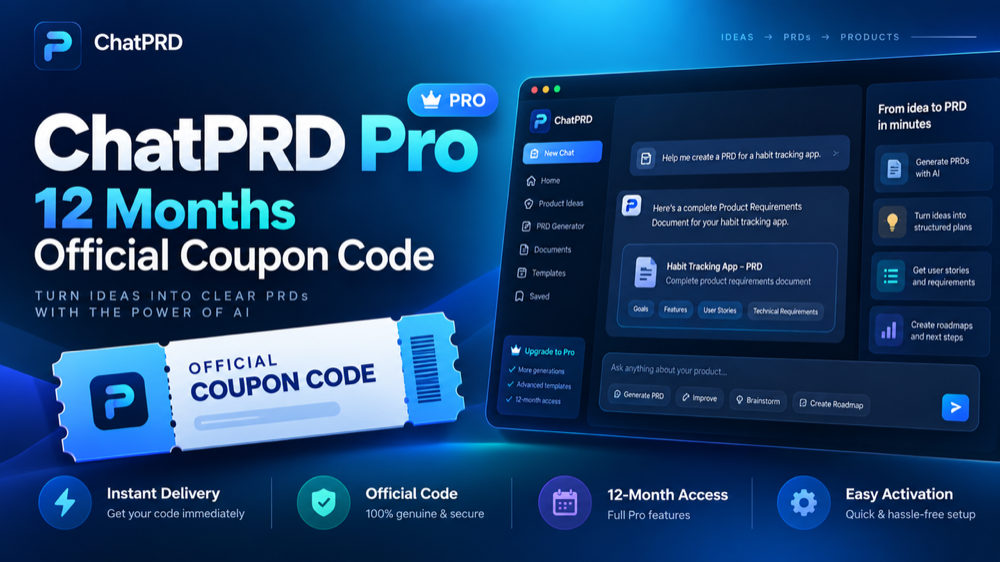 ChatPRD
IDEAS → PRDs → PRODUCTS
PRO
ChatPRD Pro
12 Months
Official Coupon Code
TURN IDEAS INTO CLEAR PRDs
WITH THE POWER OF AI
OFFICIAL
COUPON CODE
ChatPRD
New Chat
Home
Product Ideas
PRD Generator
Documents
Templates
Saved
Upgrade to Pro
More generations
Advanced templates
12-month access
Help me create a PRD for a habit tracking app.
Here's a complete Product Requirements
Document for your habit tracking app.
Habit Tracking App – PRD
Complete product requirements document
Goals
Features
User Stories
Technical Requirements
Ask anything about your product...
Generate PRD
Improve
Brainstorm
Create Roadmap
From idea to PRD
in minutes
Generate PRDs
with AI
Turn ideas into
structured plans
Get user stories
and requirements
Create roadmaps
and next steps
Instant Delivery
Get your code immediately
Official Code
100% genuine & secure
12-Month Access
Full Pro features
Easy Activation
Quick & hassle-free setup